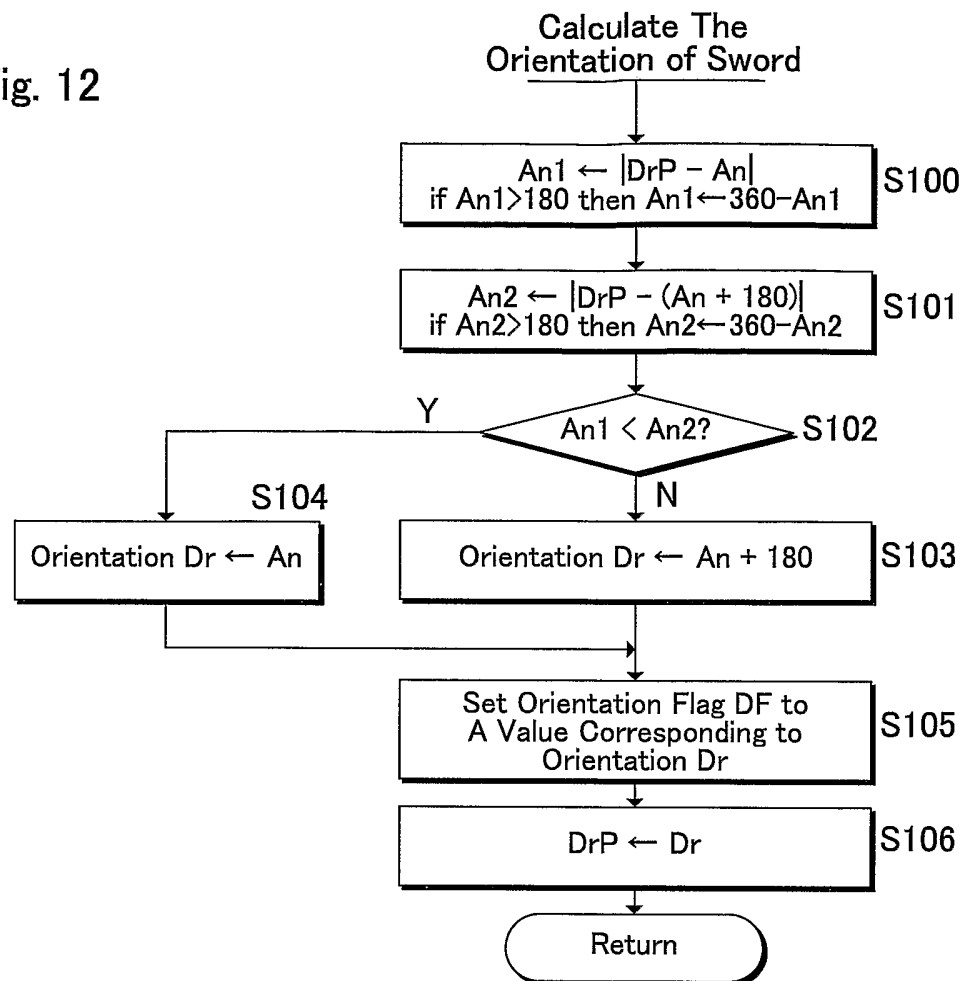 ig. 12
Calculate The
Orientation of Sword
An1 ← |DrP - An|
if An1>180 then An1←360-An1
S100
An2 ← |DrP - (An + 180)|
if An2>180 then An2←360-An2
S101
An1 < An2?
S102
Y
N
S104
Orientation Dr ← An
Orientation Dr ← An + 180
S103
Set Orientation Flag DF to
A Value Corresponding to
Orientation Dr
S105
DrP ← Dr
S106
Return